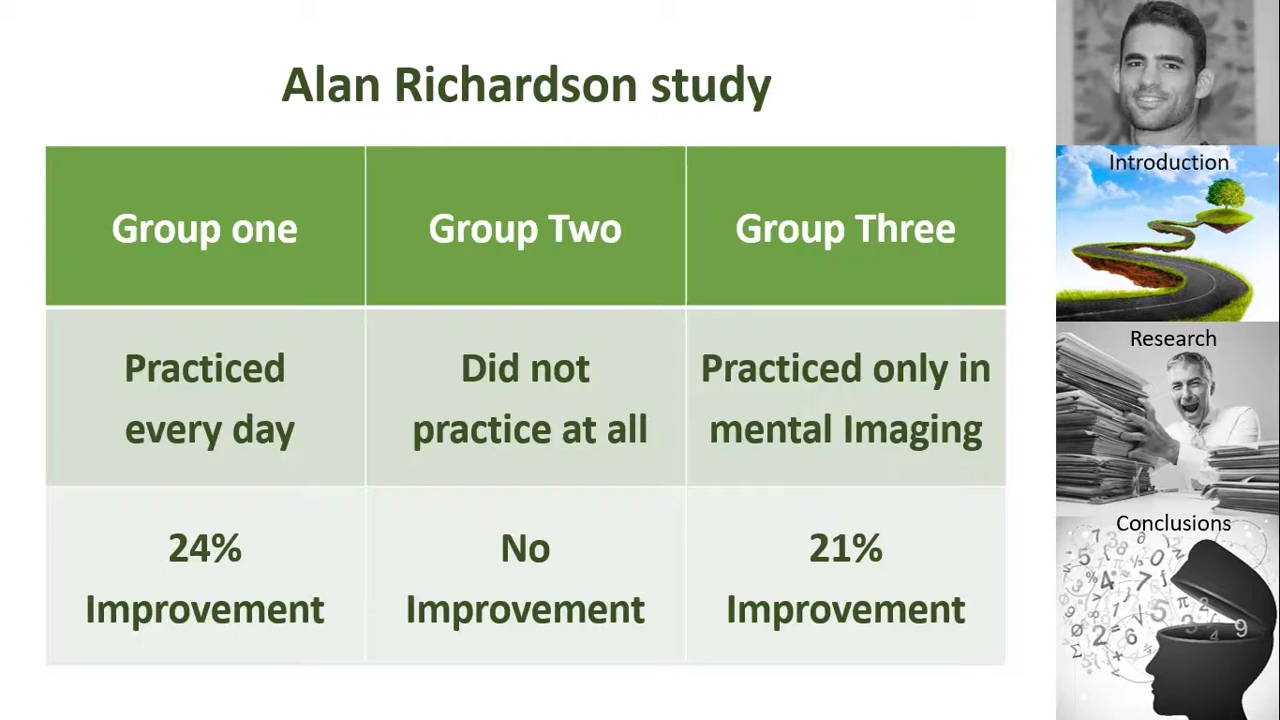 Alan Richardson study
Group one
Group Two
Group Three
Practiced
every day
Did not
practice at all
Practiced only in
mental Imaging
24%
Improvement
No
Improvement
21%
Improvement
Introduction
Research
Conclusions